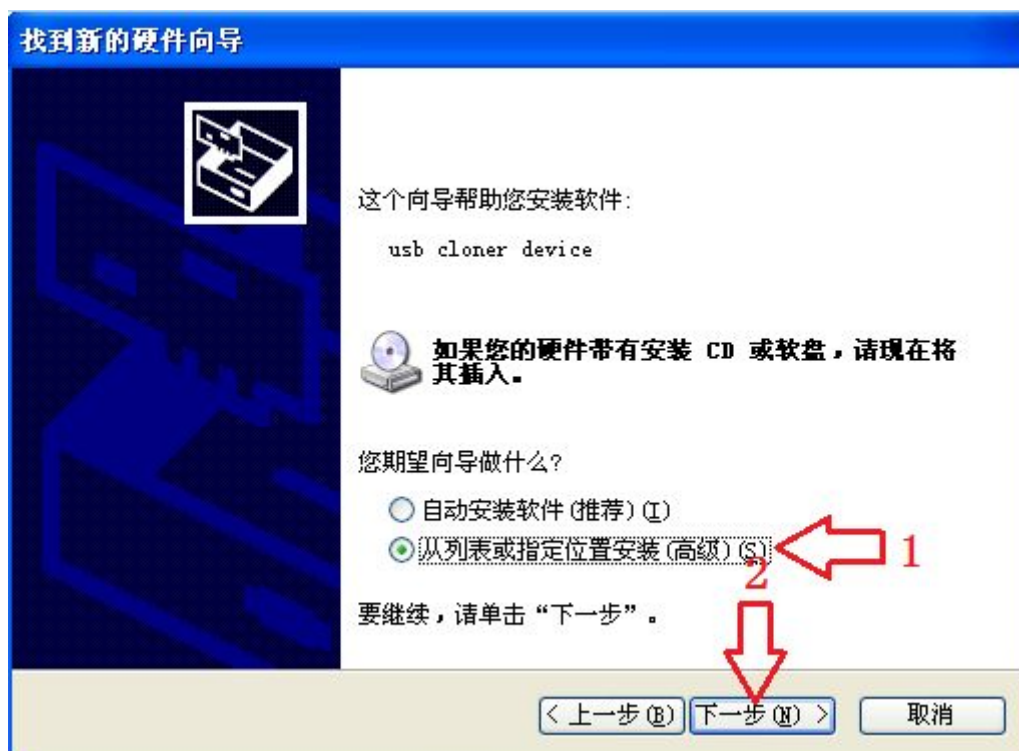 找到新的硬件向导
这个向导帮助您安装软件:
usb cloner device
如果您的硬件带有安装 CD 或软盘,请现在将
其插入。
您期望向导做什么?
自动安装软件(推荐)(I)
从列表或指定位置安装(高级)(S)
1
2
要继续,请单击“下一步”。
< 上一步(B) 下一步(N) > 取消